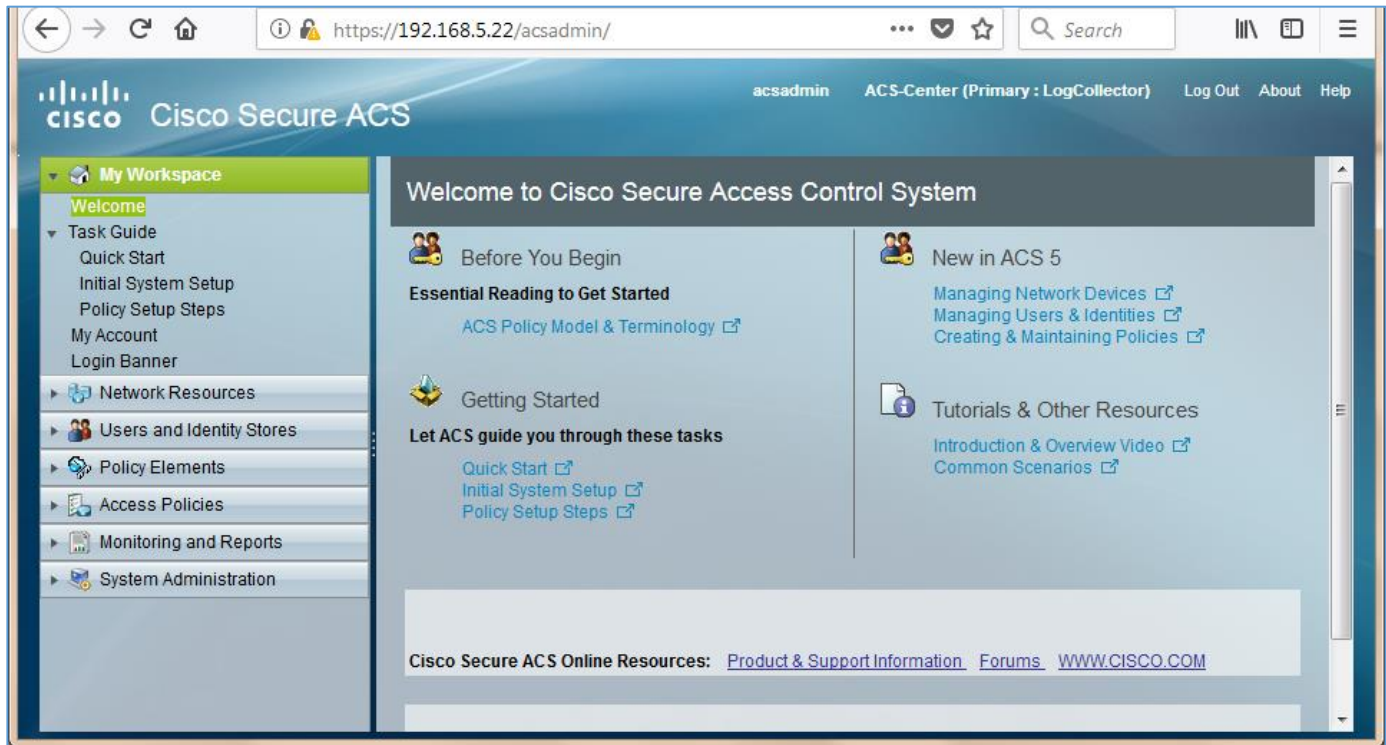 https://192.168.5.22/acsadmin/
Search
CISCO Cisco Secure ACS
acsadmin ACS-Center (Primary : LogCollector) Log Out About Help
My Workspace
Welcome
Task Guide
Quick Start
Initial System Setup
Policy Setup Steps
My Account
Login Banner
Network Resources
Users and Identity Stores
Policy Elements
Access Policies
Monitoring and Reports
System Administration
Welcome to Cisco Secure Access Control System
Before You Begin
Essential Reading to Get Started
ACS Policy Model & Terminology
Getting Started
Let ACS guide you through these tasks
Quick Start
Initial System Setup
Policy Setup Steps
New in ACS 5
Managing Network Devices
Managing Users & Identities
Creating & Maintaining Policies
Tutorials & Other Resources
Introduction & Overview Video
Common Scenarios
Cisco Secure ACS Online Resources: Product & Support Information Forums WWW.CISCO.COM